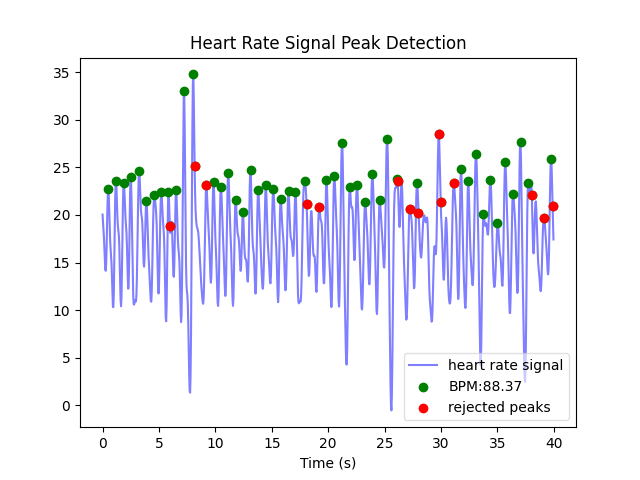 Heart Rate Signal Peak Detection
35
30
25
20
15
10
5
0
heart rate signal
BPM:88.37
rejected peaks
0 5 10 15 20 25 30 35 40
Time (s)